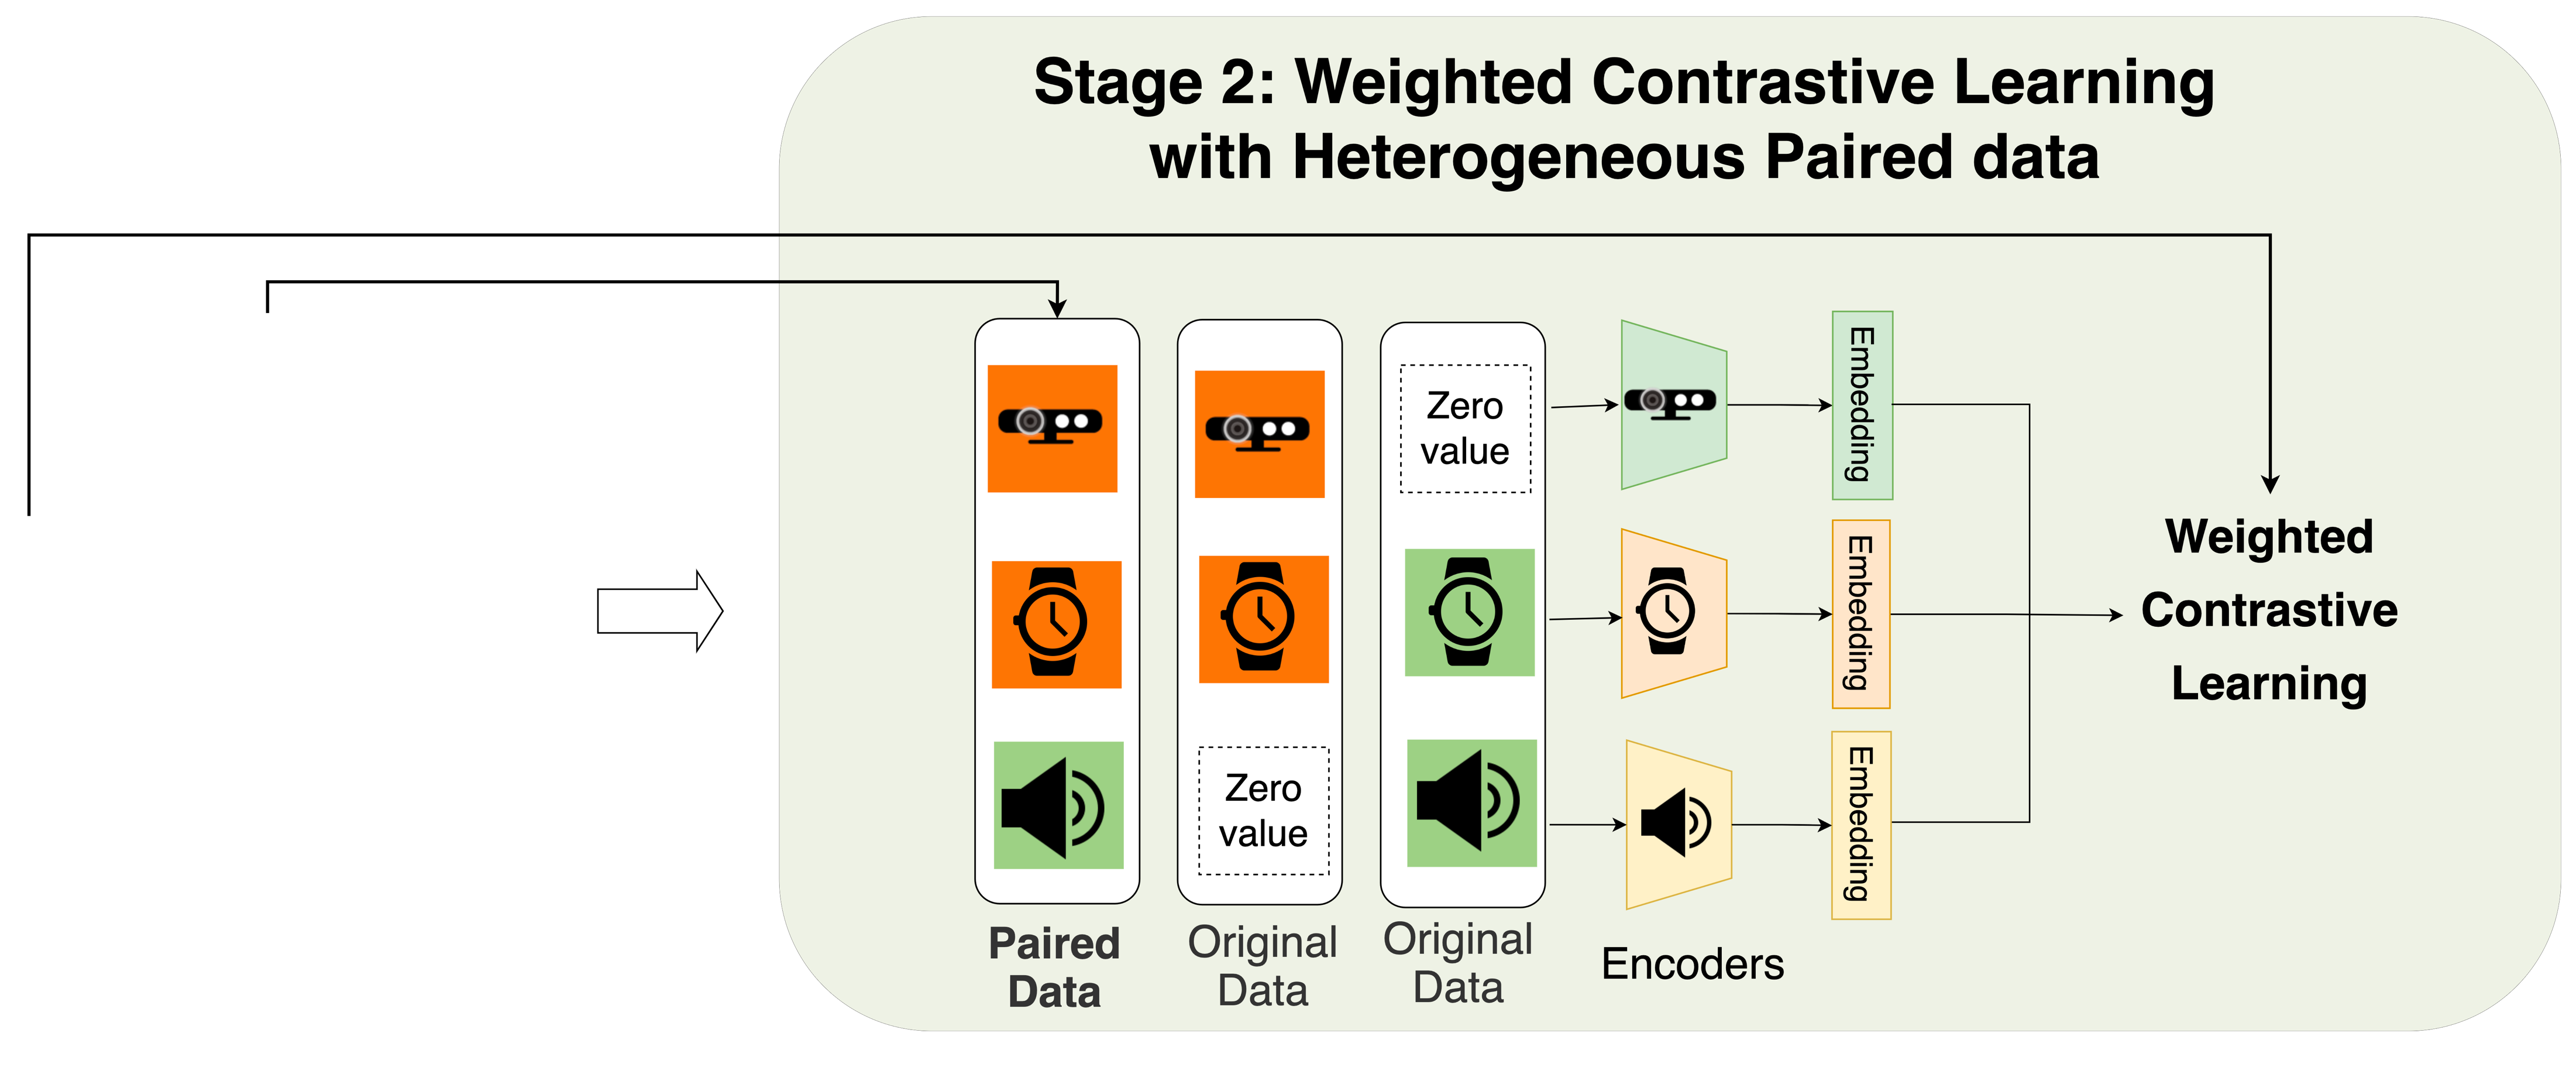 Stage 2: Weighted Contrastive Learning
with Heterogeneous Paired data
Zero
value
Zero
value
Embedding
Embedding
Embedding
Weighted
Contrastive
Learning
Paired
Data
Original
Data
Original
Data
Encoders